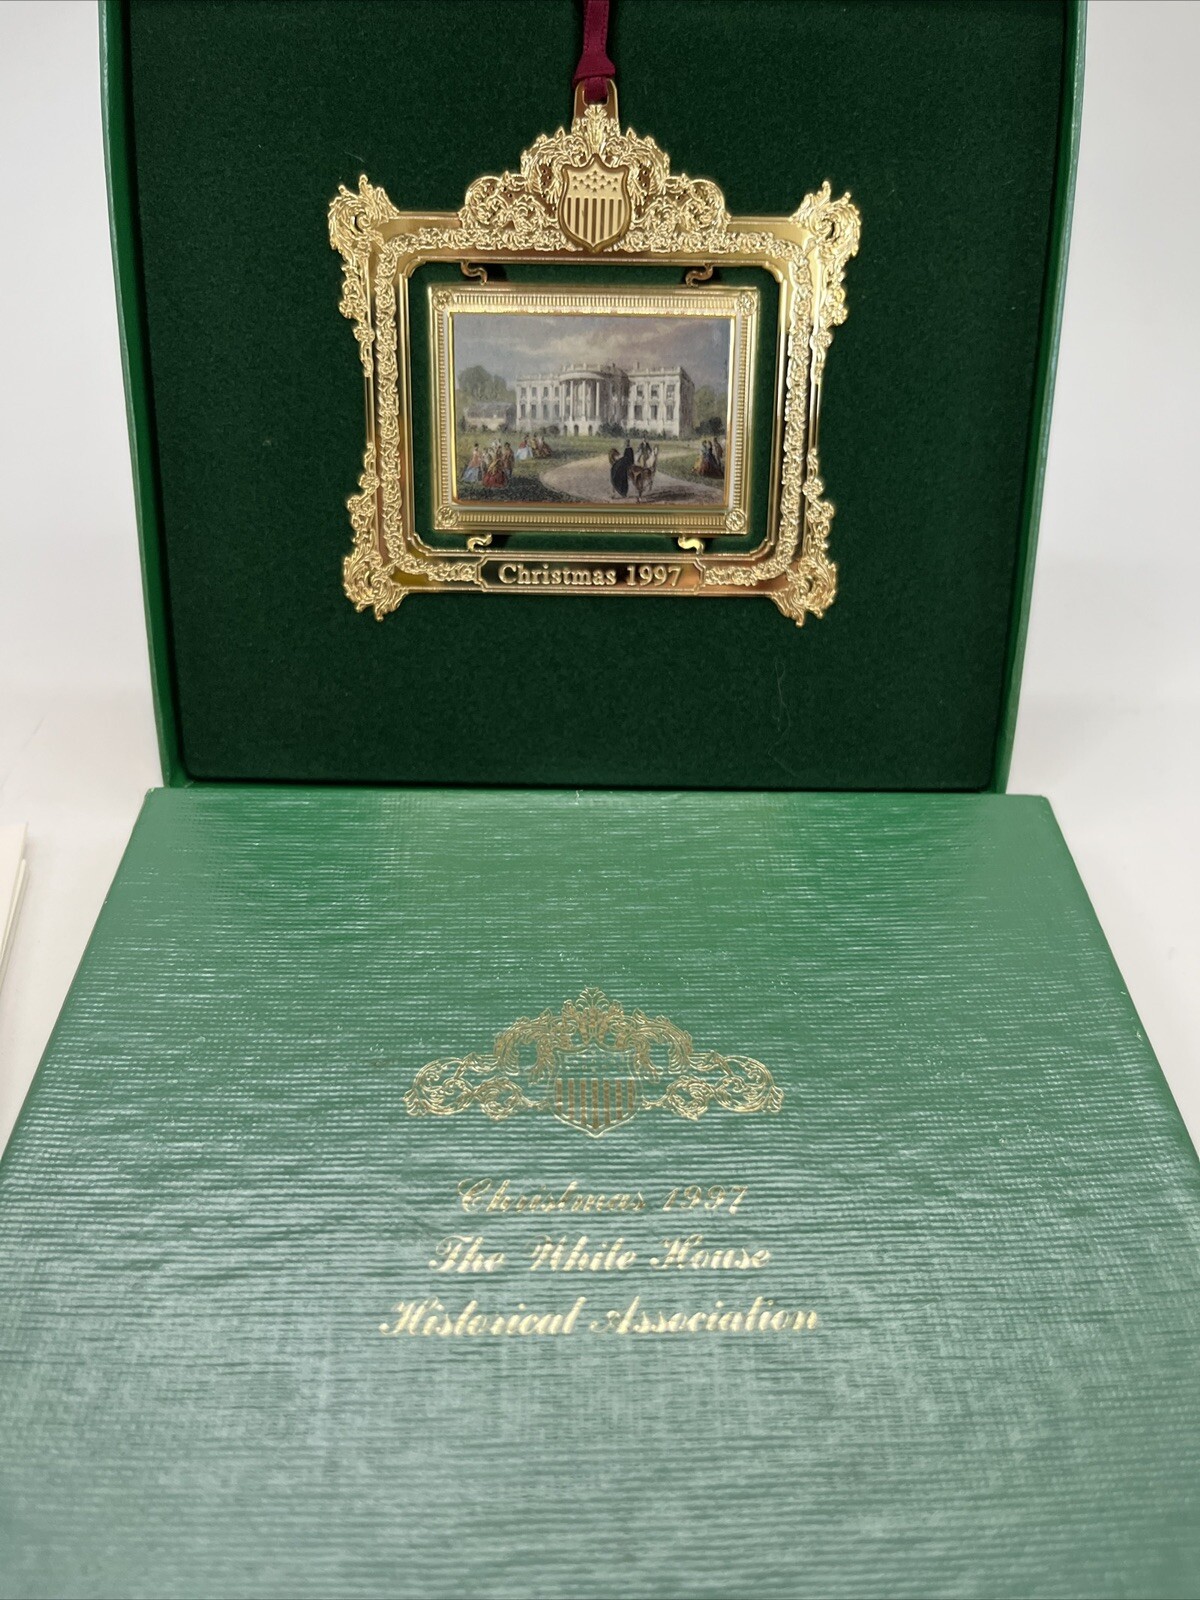 Christmas 1997
Christmas 1997
The White House
Historical Association